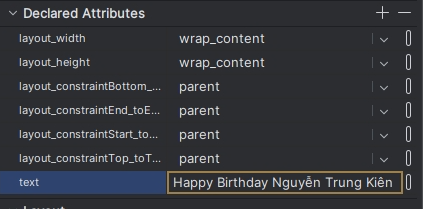 Declared Attributes
layout_width wrap_content
layout_height wrap_content
layout_constraintBottom_... parent
layout_constraintEnd_toE... parent
layout_constraintStart_to... parent
layout_constraintTop_toT... parent
text Happy Birthday Nguyễn Trung Kiên